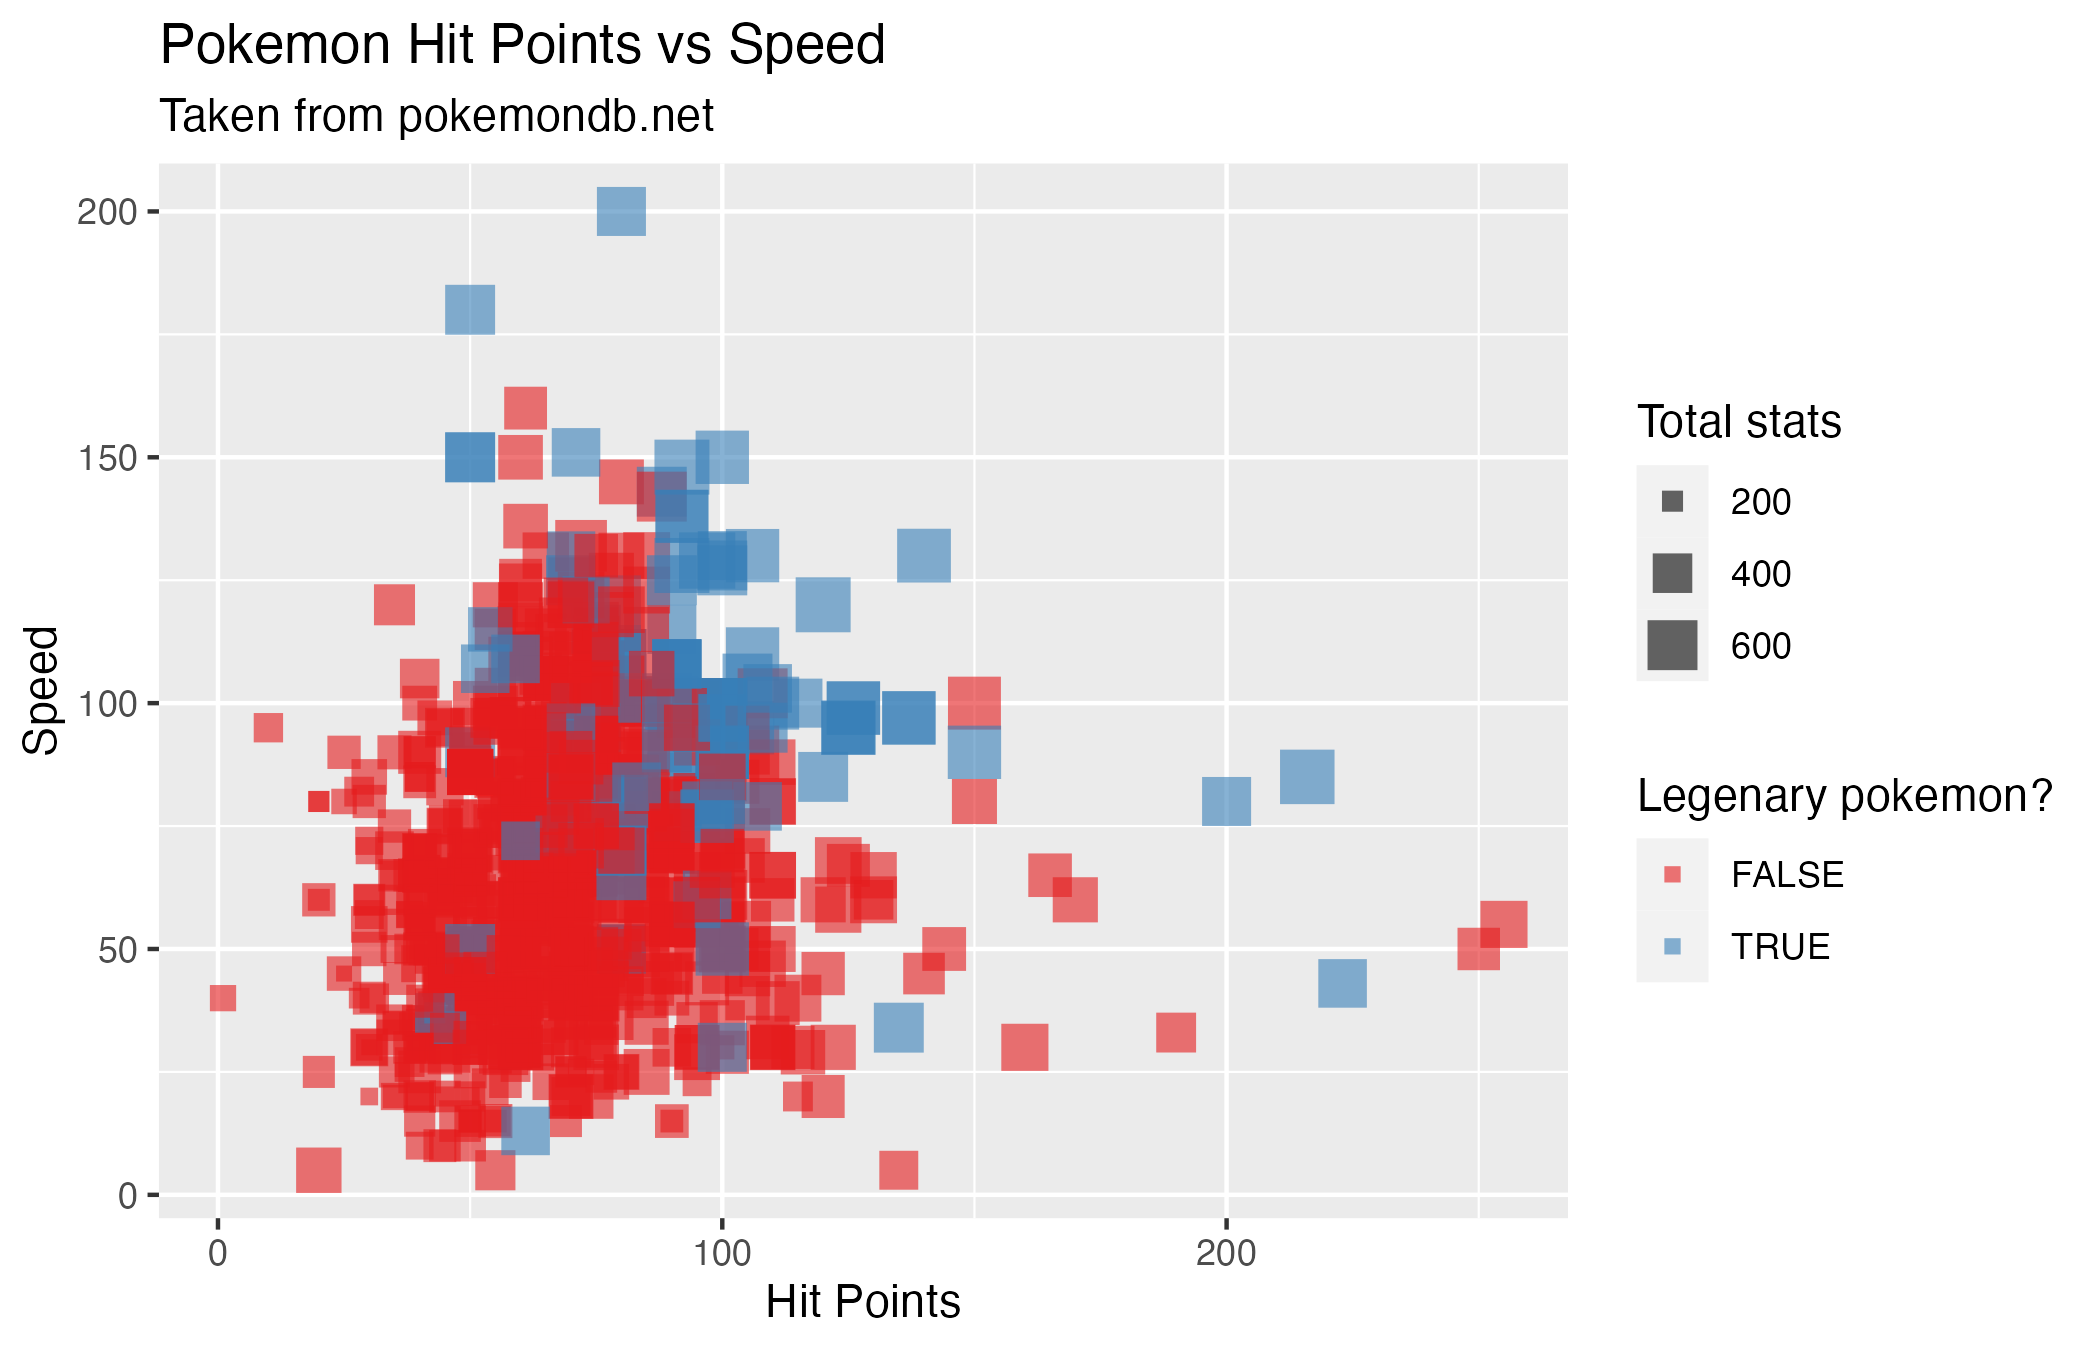 Pokemon Hit Points vs Speed
Taken from pokemondb.net
200
150
100
50
0
Speed
0 100 200
Hit Points
Total stats
200
400
600
Legenary pokemon?
FALSE
TRUE